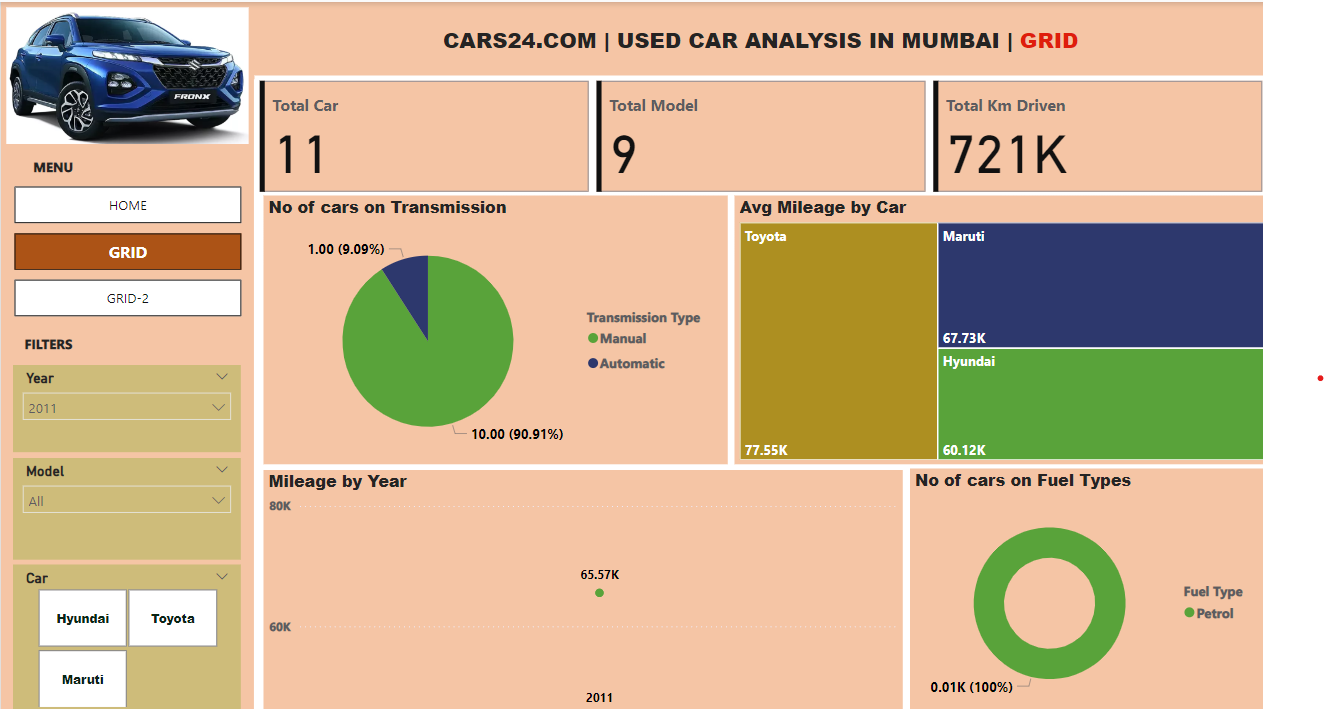 CARS24.COM | USED CAR ANALYSIS IN MUMBAI | GRID
FRONX
MENU
HOME
GRID
GRID-2
FILTERS
Year
2011
Model
All
Car
Hyundai
Toyota
Maruti
Total Car
11
Total Model
9
Total Km Driven
721K
No of cars on Transmission
1.00 (9.09%)
10.00 (90.91%)
Transmission Type
Manual
Automatic
Avg Mileage by Car
Toyota
77.55K
Maruti
67.73K
Hyundai
60.12K
Mileage by Year
80K
65.57K
60K
2011
No of cars on Fuel Types
Fuel Type
Petrol
0.01K (100%)